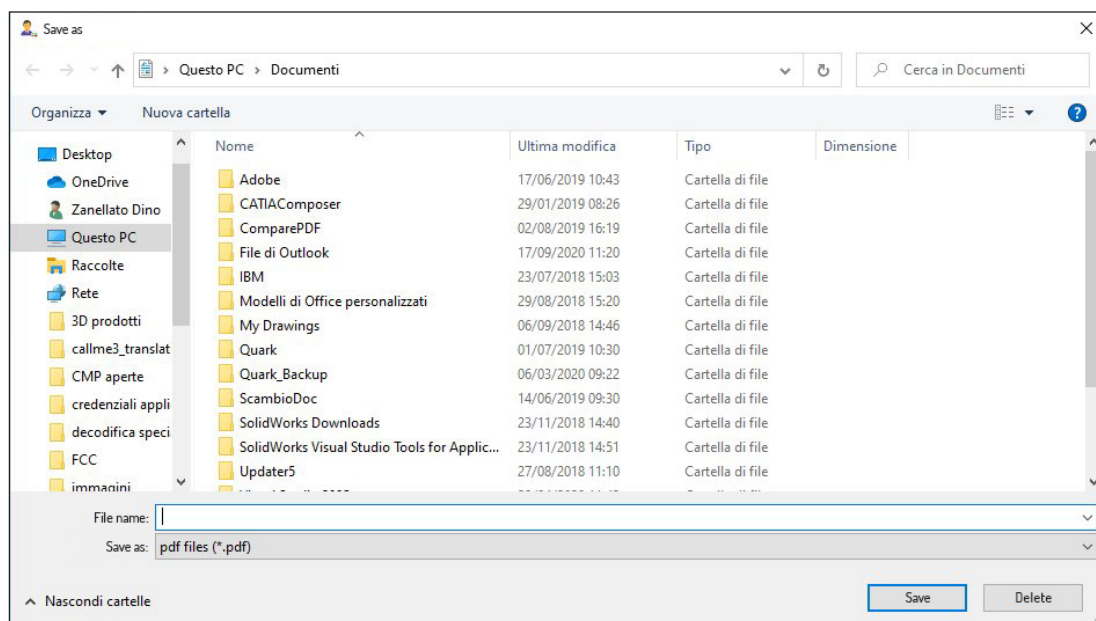 Save as
Questo PC > Documenti
Cerca in Documenti
Organizza Nuova cartella
Nome Ultima modifica Tipo Dimensione
Desktop
OneDrive
Zanellato Dino
Questo PC
Raccolte
Rete
3D prodotti
callme3_translat
CMP aperte
credenziali appli
decodifica speci
FCC
immagini
Adobe 17/06/2019 10:43 Cartella di file
CATIAComposer 29/01/2019 08:26 Cartella di file
ComparePDF 02/08/2019 16:19 Cartella di file
File di Outlook 17/09/2020 11:20 Cartella di file
IBM 23/07/2018 15:03 Cartella di file
Modelli di Office personalizzati 29/08/2018 15:20 Cartella di file
My Drawings 06/09/2018 14:46 Cartella di file
Quark 01/07/2019 10:30 Cartella di file
Quark_Backup 06/03/2020 09:22 Cartella di file
ScambioDoc 14/06/2019 09:30 Cartella di file
SolidWorks Downloads 23/11/2018 14:40 Cartella di file
SolidWorks Visual Studio Tools for Applic... 23/11/2018 14:51 Cartella di file
Updater5 27/08/2018 11:10 Cartella di file
File name:
Save as: pdf files (*.pdf)
Nascondi cartelle
Save Delete